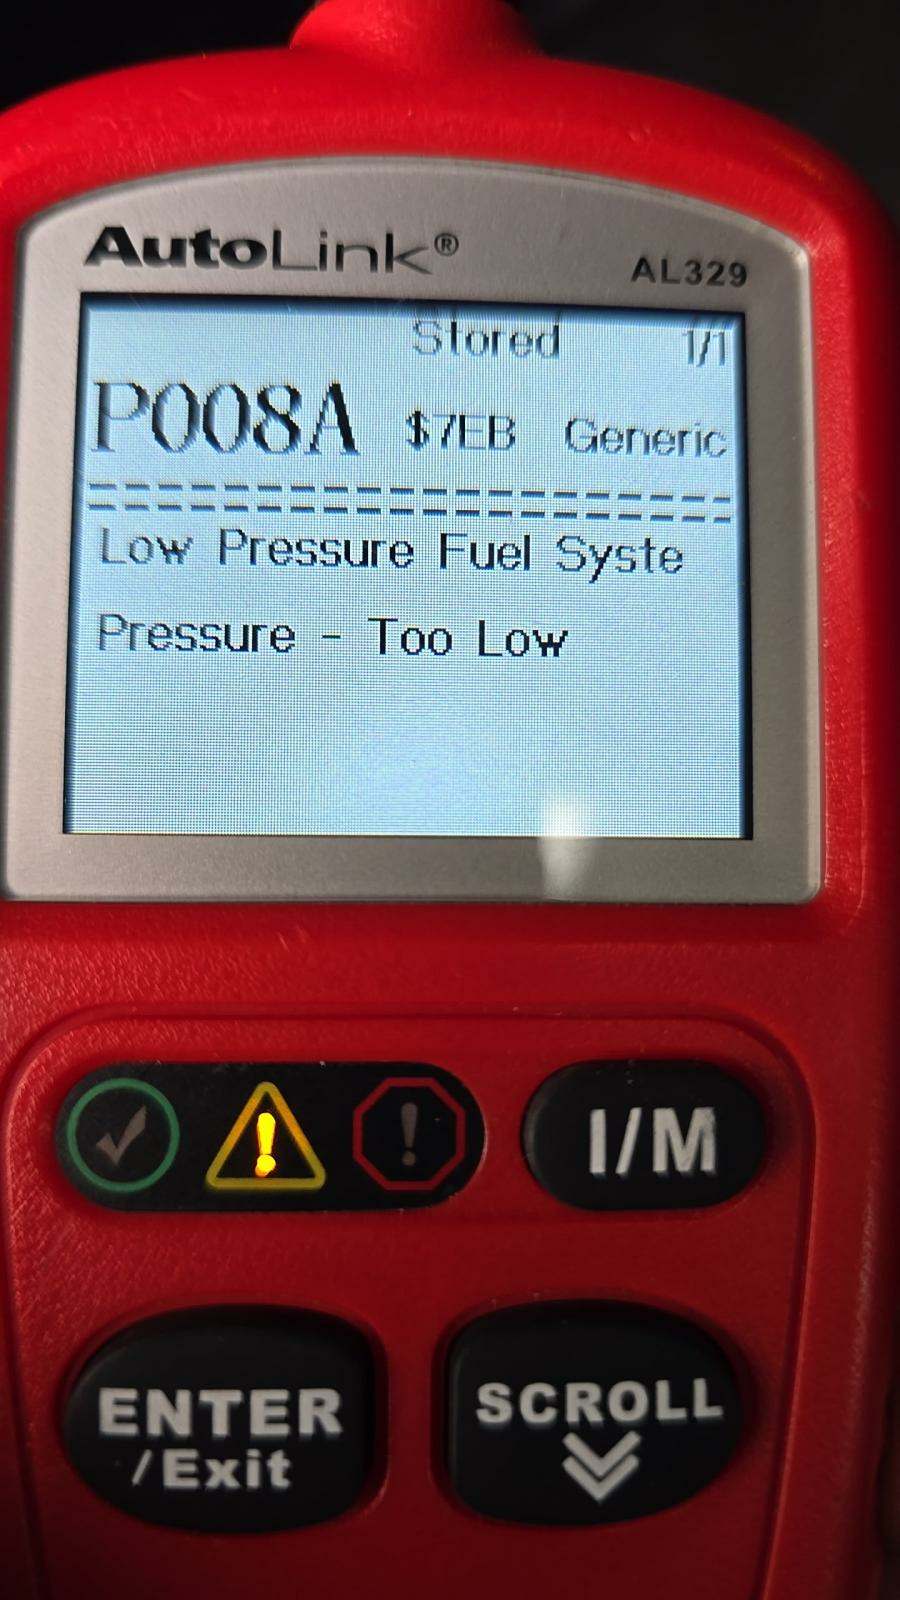 AutoLink®
AL329
Stored 1/1
P008A $7EB Generic
Low Pressure Fuel Syste
Pressure - Too Low
I/M
ENTER
/Exit
SCROLL